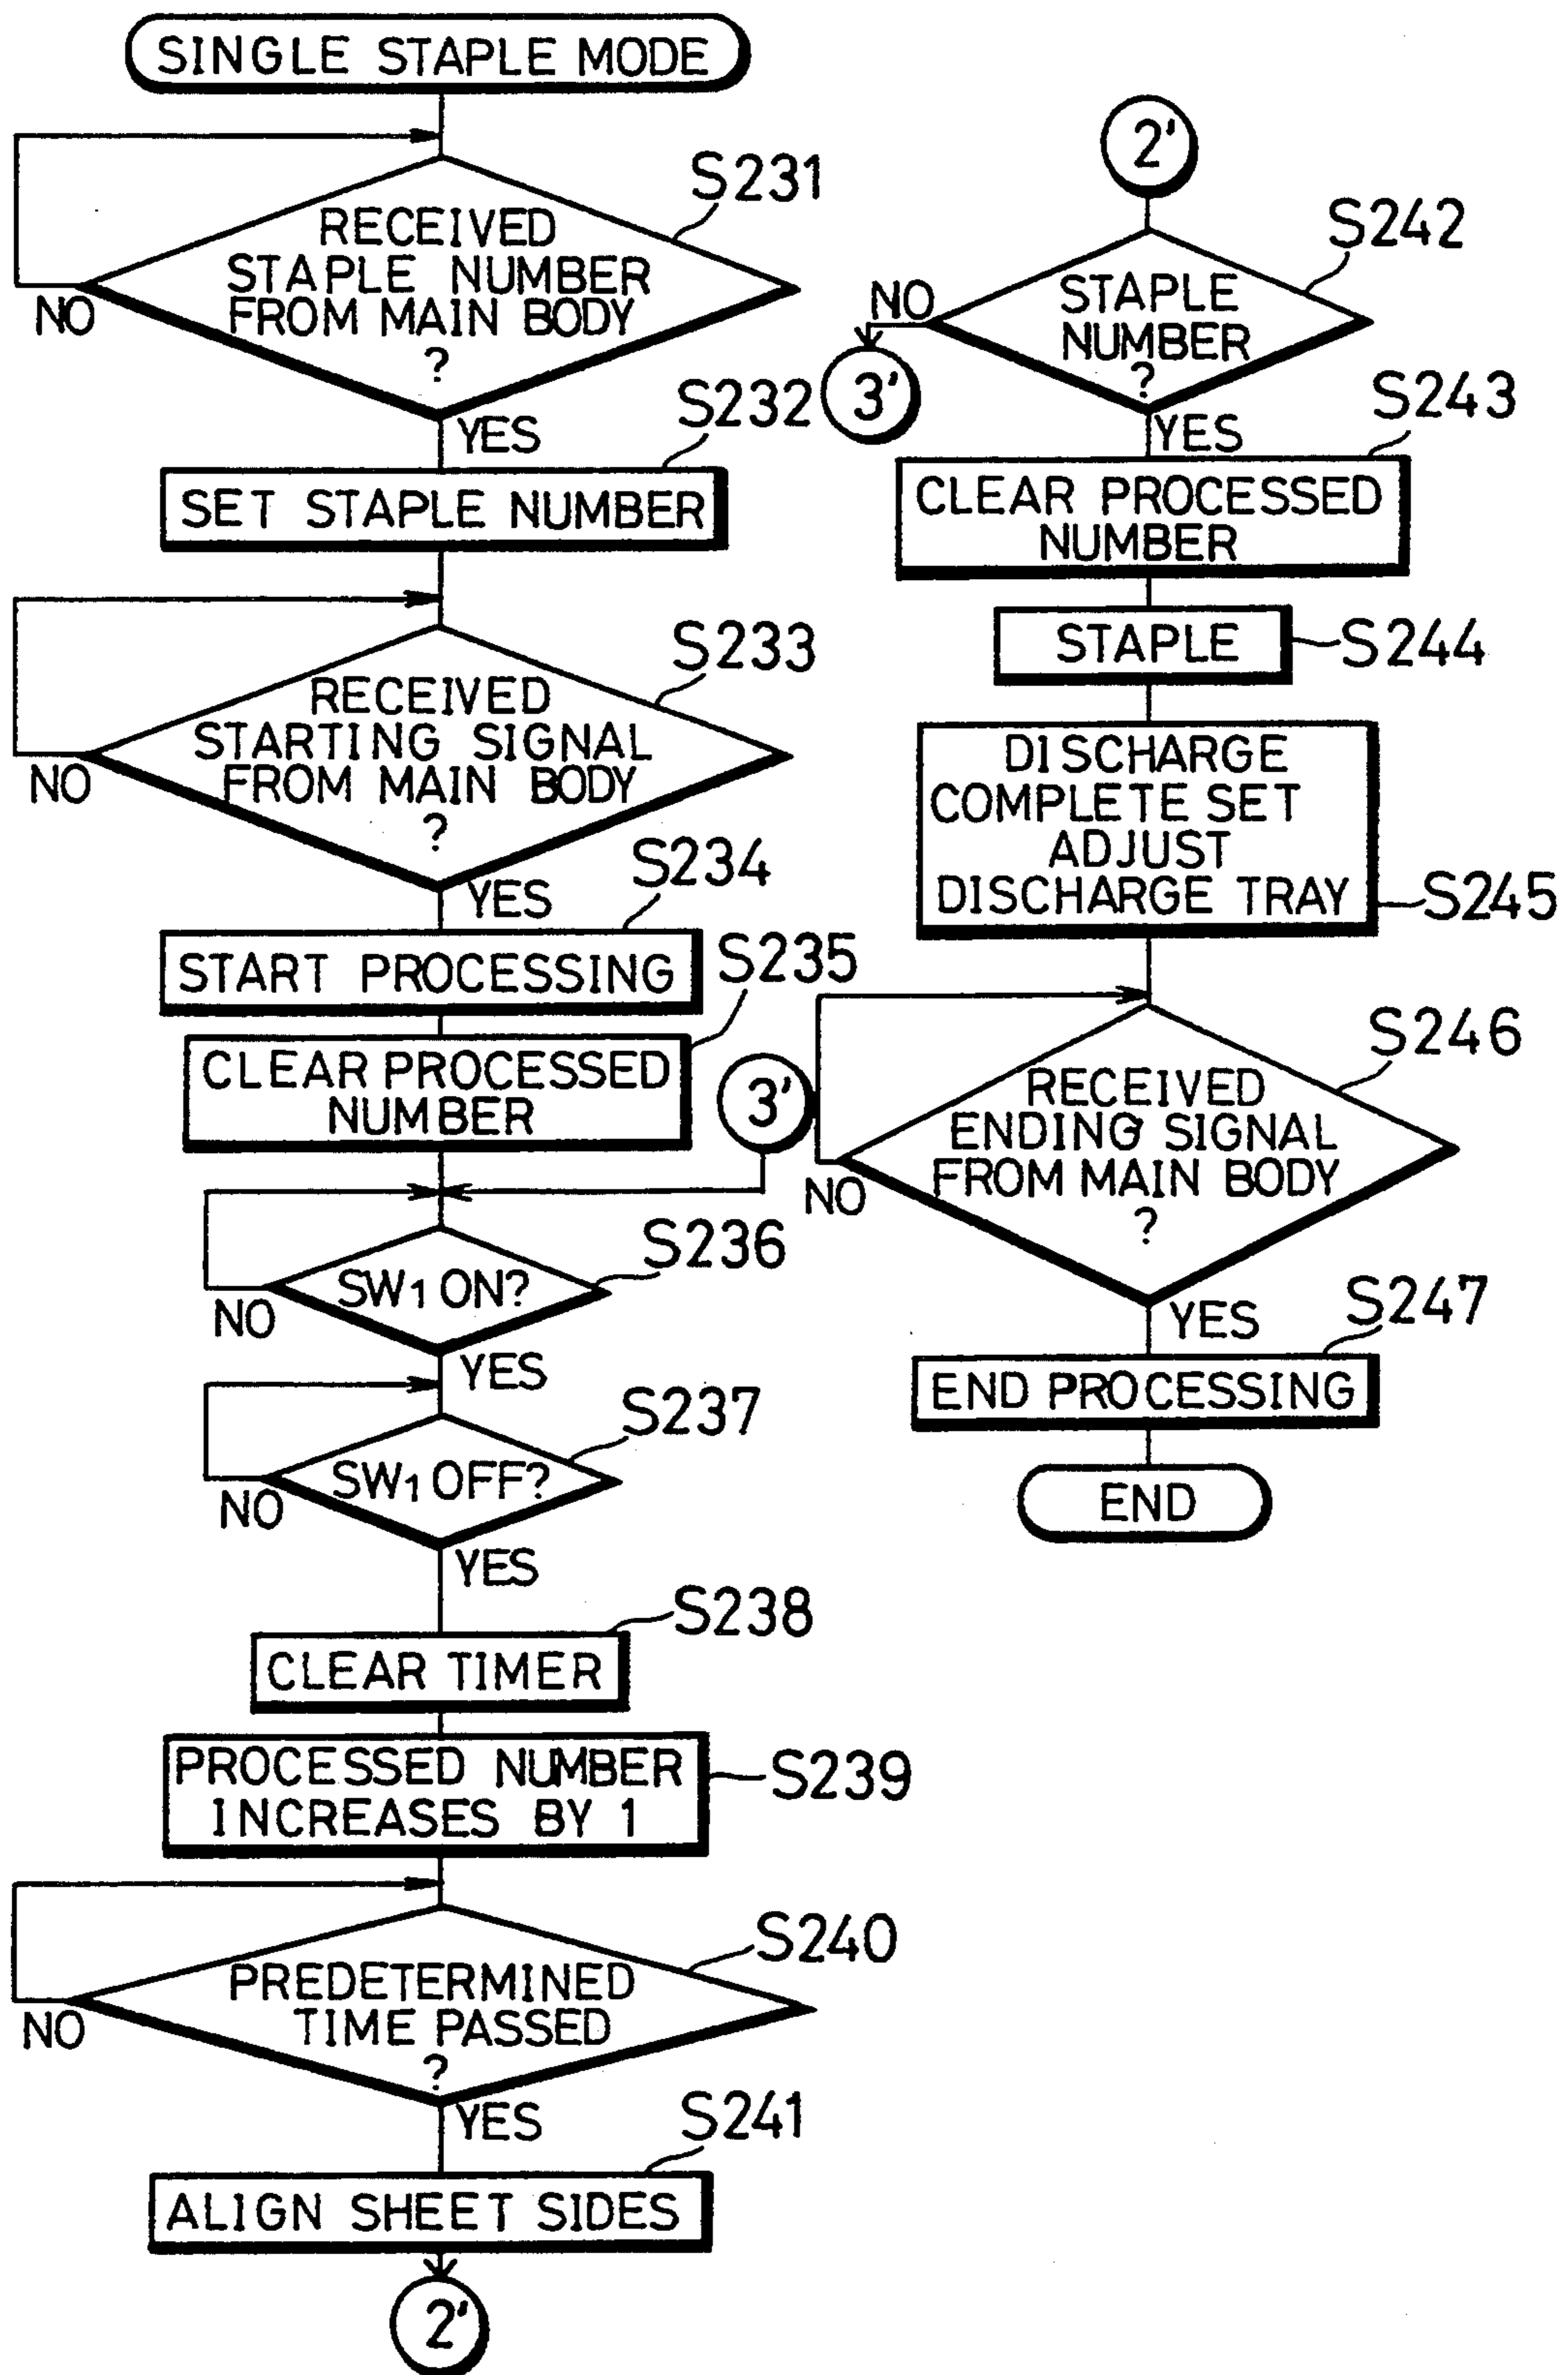 SINGLE STAPLE MODE
S231
RECEIVED
STAPLE NUMBER
FROM MAIN BODY
?
NO
YES
S232
SET STAPLE NUMBER
S233
RECEIVED
STARTING SIGNAL
FROM MAIN BODY
?
NO
YES
S234
START PROCESSING
S235
CLEAR PROCESSED
NUMBER
3'
S236
SW1 ON?
NO
YES
S237
SW1 OFF?
NO
YES
S238
CLEAR TIMER
PROCESSED NUMBER
INCREASES BY 1
S239
S240
PREDETERMINED
TIME PASSED
?
NO
YES
S241
ALIGN SHEET SIDES
2'
2'
S242
STAPLE
NUMBER
?
NO
3'
YES
S243
CLEAR PROCESSED
NUMBER
STAPLE
S244
DISCHARGE
COMPLETE SET
ADJUST
DISCHARGE TRAY
S245
S246
RECEIVED
ENDING SIGNAL
FROM MAIN BODY
?
NO
YES
S247
END PROCESSING
END